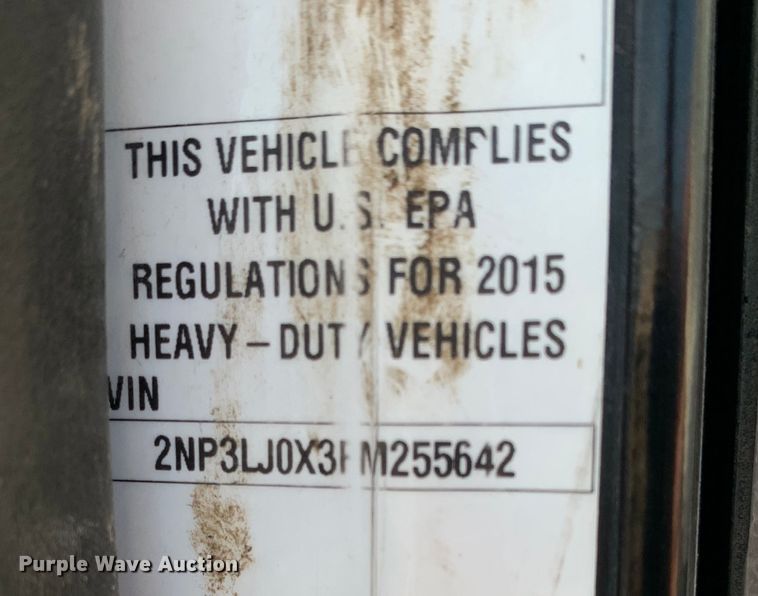 THIS VEHICLE COMPLIES
WITH U.S. EPA
REGULATIONS FOR 2015
HEAVY-DUTY VEHICLES
VIN
2NP3LJ0X3FM255642
Purple Wave Auction